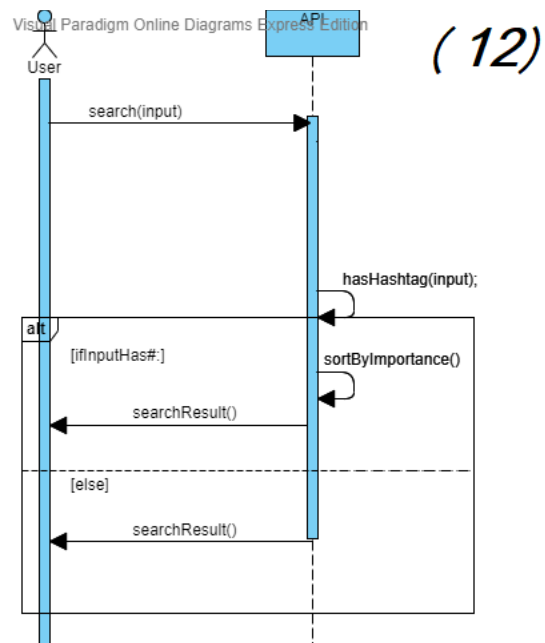 Visual Paradigm Online Diagrams Express Edition
API
( 12)
User
search(input)
hasHashtag(input);
alt
[ifInputHas#:]
sortByImportance()
searchResult()
[else]
searchResult()